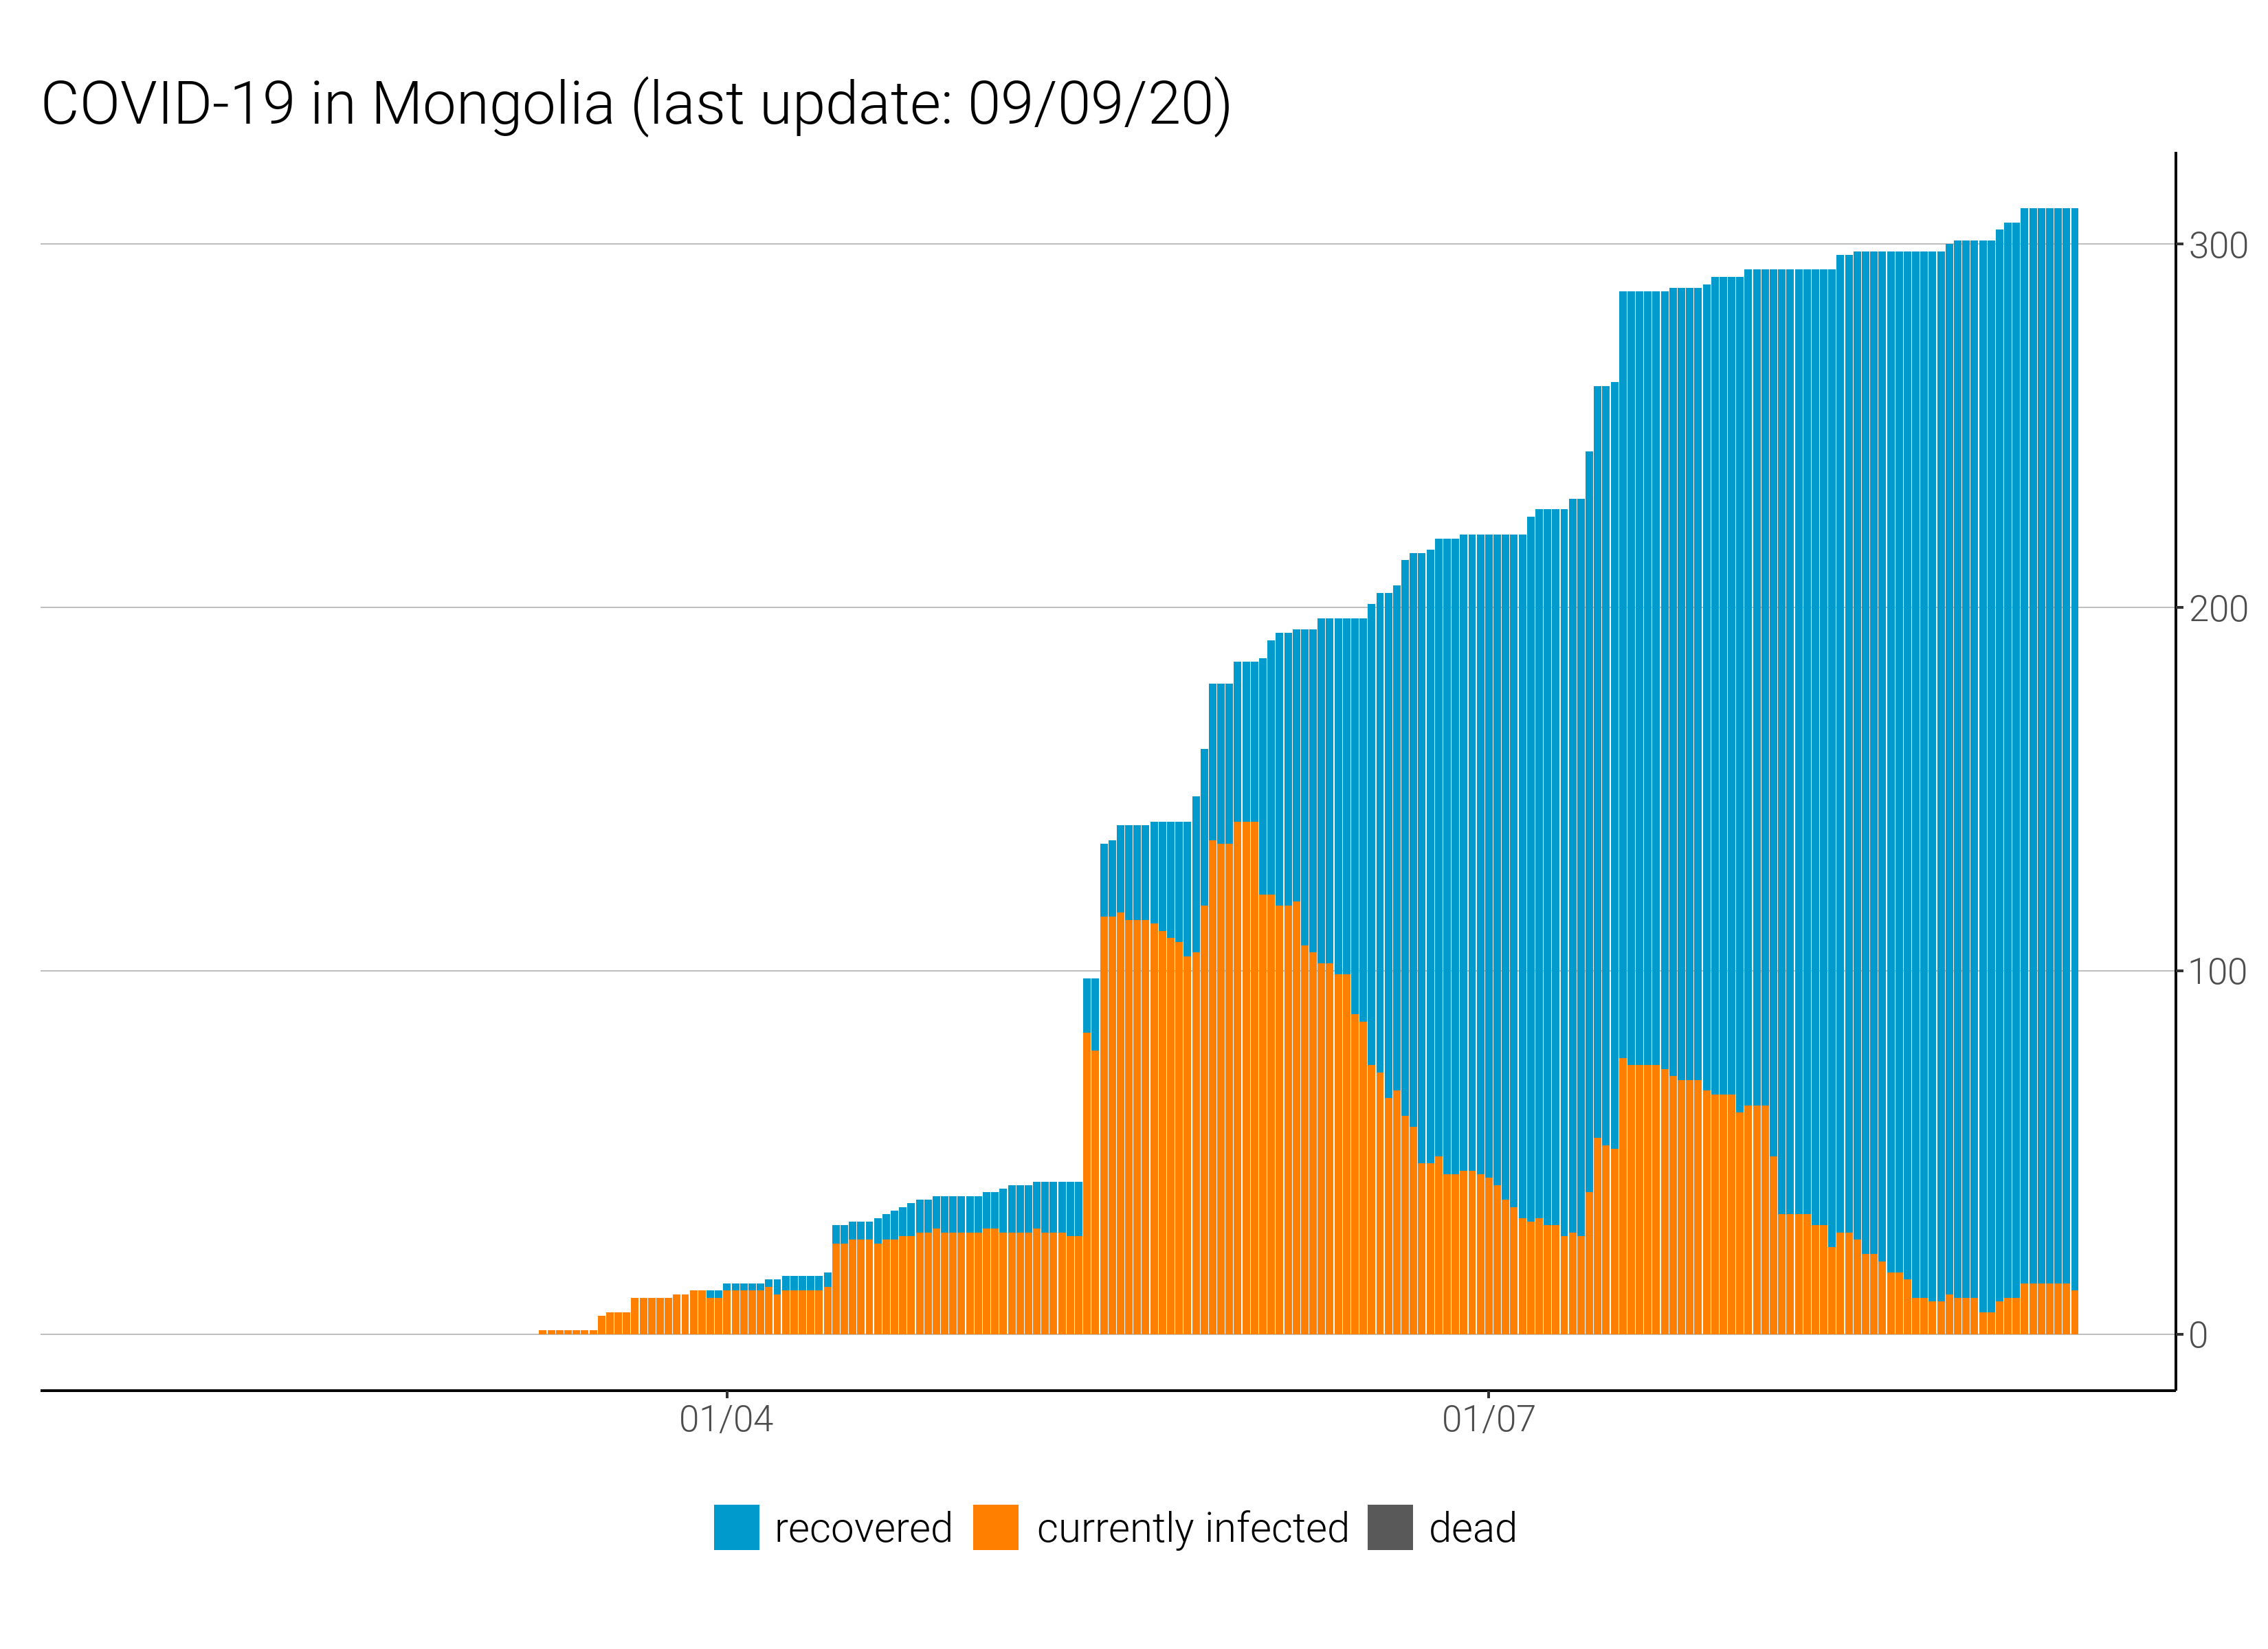 COVID-19 in Mongolia (last update: 09/09/20)
300
200
100
0
01/04 01/07
recovered currently infected dead